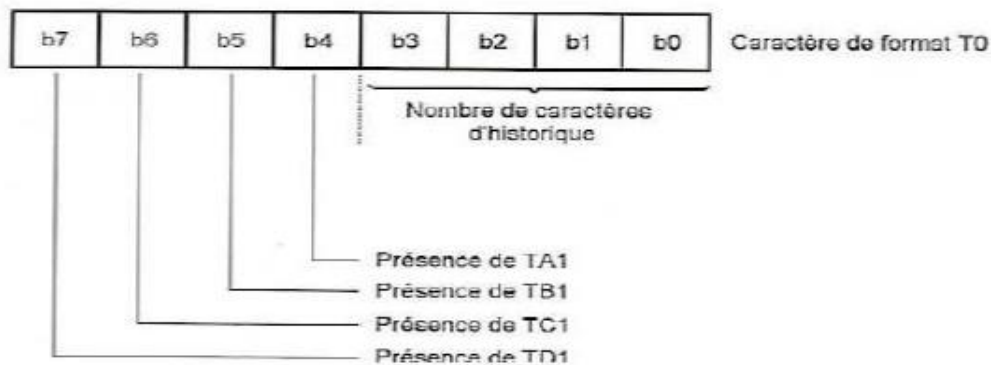 b7 b6 b5 b4 b3 b2 b1 b0 Caractère de format T0
Nombre de caractères
d'historique
Présence de TA1
Présence de TB1
Présence de TC1
Présence de TD1